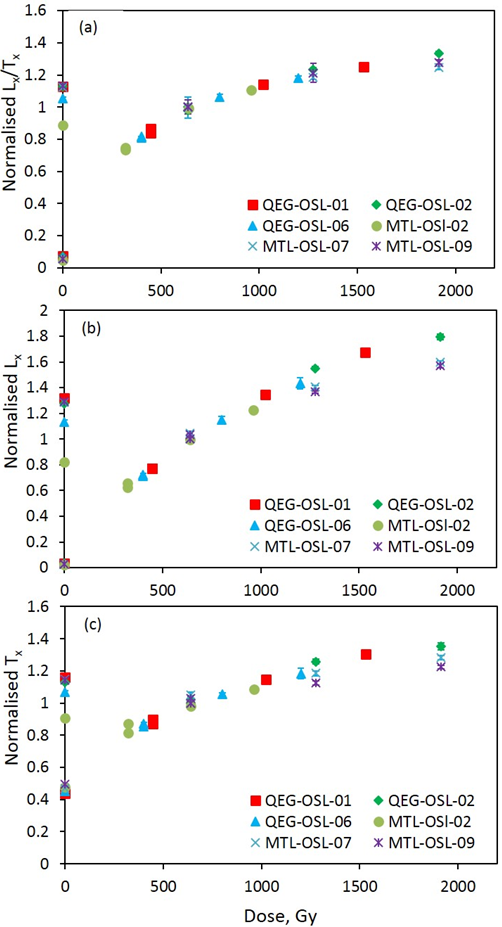 (a)
Normalised Lx/Tx
1.6
1.4
1.2
1
0.8
0.6
0.4
0.2
0
QEG-OSL-01 QEG-OSL-02
QEG-OSL-06 MTL-OSl-02
MTL-OSL-07 MTL-OSL-09
0 500 1000 1500 2000
(b)
Normalised Lx
2
1.8
1.6
1.4
1.2
1
0.8
0.6
0.4
0.2
0
QEG-OSL-01 QEG-OSL-02
QEG-OSL-06 MTL-OSl-02
MTL-OSL-07 MTL-OSL-09
0 500 1000 1500 2000
(c)
Normalised Tx
1.6
1.4
1.2
1
0.8
0.6
0.4
0.2
0
QEG-OSL-01 QEG-OSL-02
QEG-OSL-06 MTL-OSl-02
MTL-OSL-07 MTL-OSL-09
0 500 1000 1500 2000
Dose, Gy